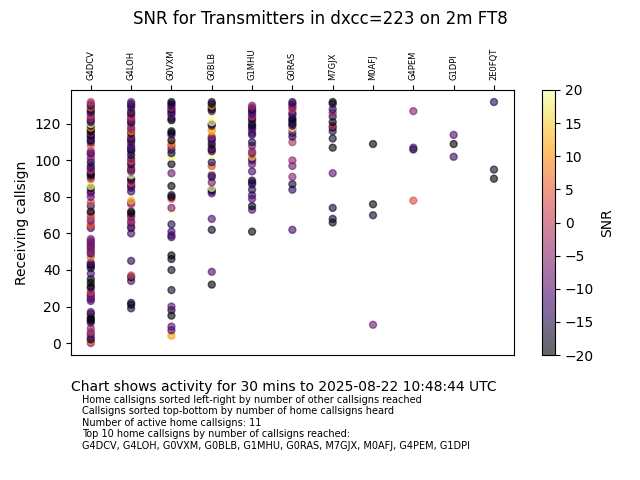 SNR for Transmitters in dxcc=223 on 2m FT8
G4DCV G4LOH G0VXM G0BLB G1MHU G0RAS M7GJX M0AFJ G4PEM G1DPI 2E0FQT
Receiving callsign
120
100
80
60
40
20
0
20
15
10
5
0
−5
−10
−15
−20
SNR
Chart shows activity for 30 mins to 2025-08-22 10:48:44 UTC
Home callsigns sorted left-right by number of other callsigns reached
Callsigns sorted top-bottom by number of home callsigns heard
Number of active home callsigns: 11
Top 10 home callsigns by number of callsigns reached:
G4DCV, G4LOH, G0VXM, G0BLB, G1MHU, G0RAS, M7GJX, M0AFJ, G4PEM, G1DPI